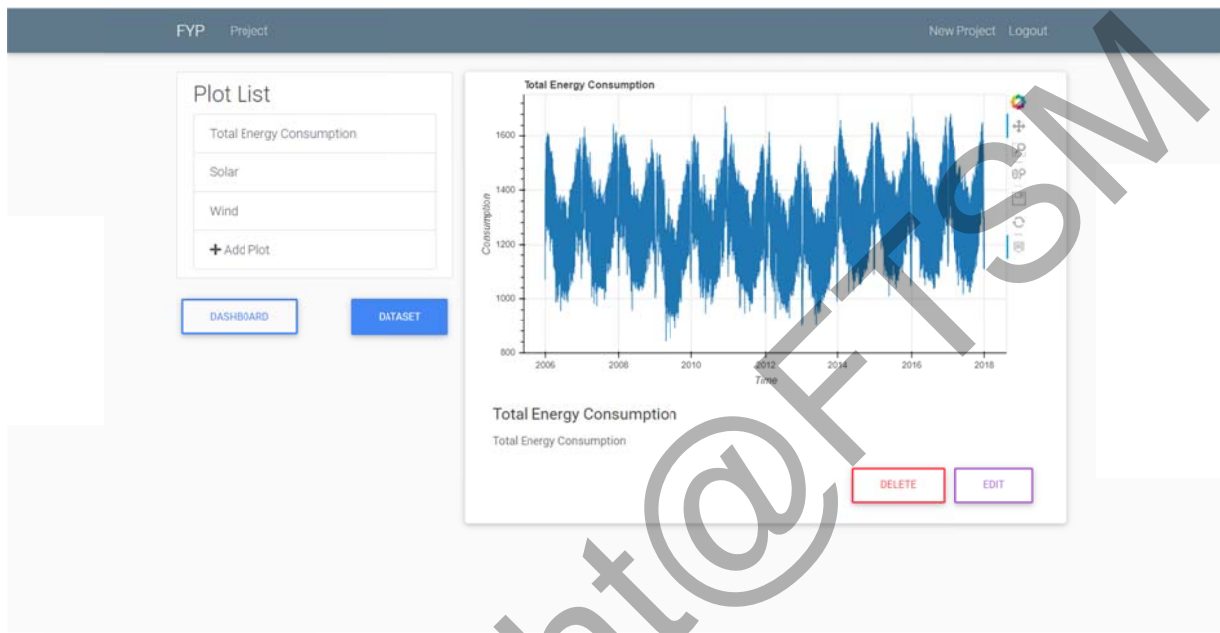 FYP Project New Project Logout
Plot List
Total Energy Consumption
Solar
Wind
Add Plot
DASHBOARD DATASET
Total Energy Consumption
Consumption
1600
1400
1200
1000
800
2006 2008 2010 2012 2014 2016 2018
Time
Total Energy Consumption
Total Energy Consumption
DELETE EDIT
ht@FTSM